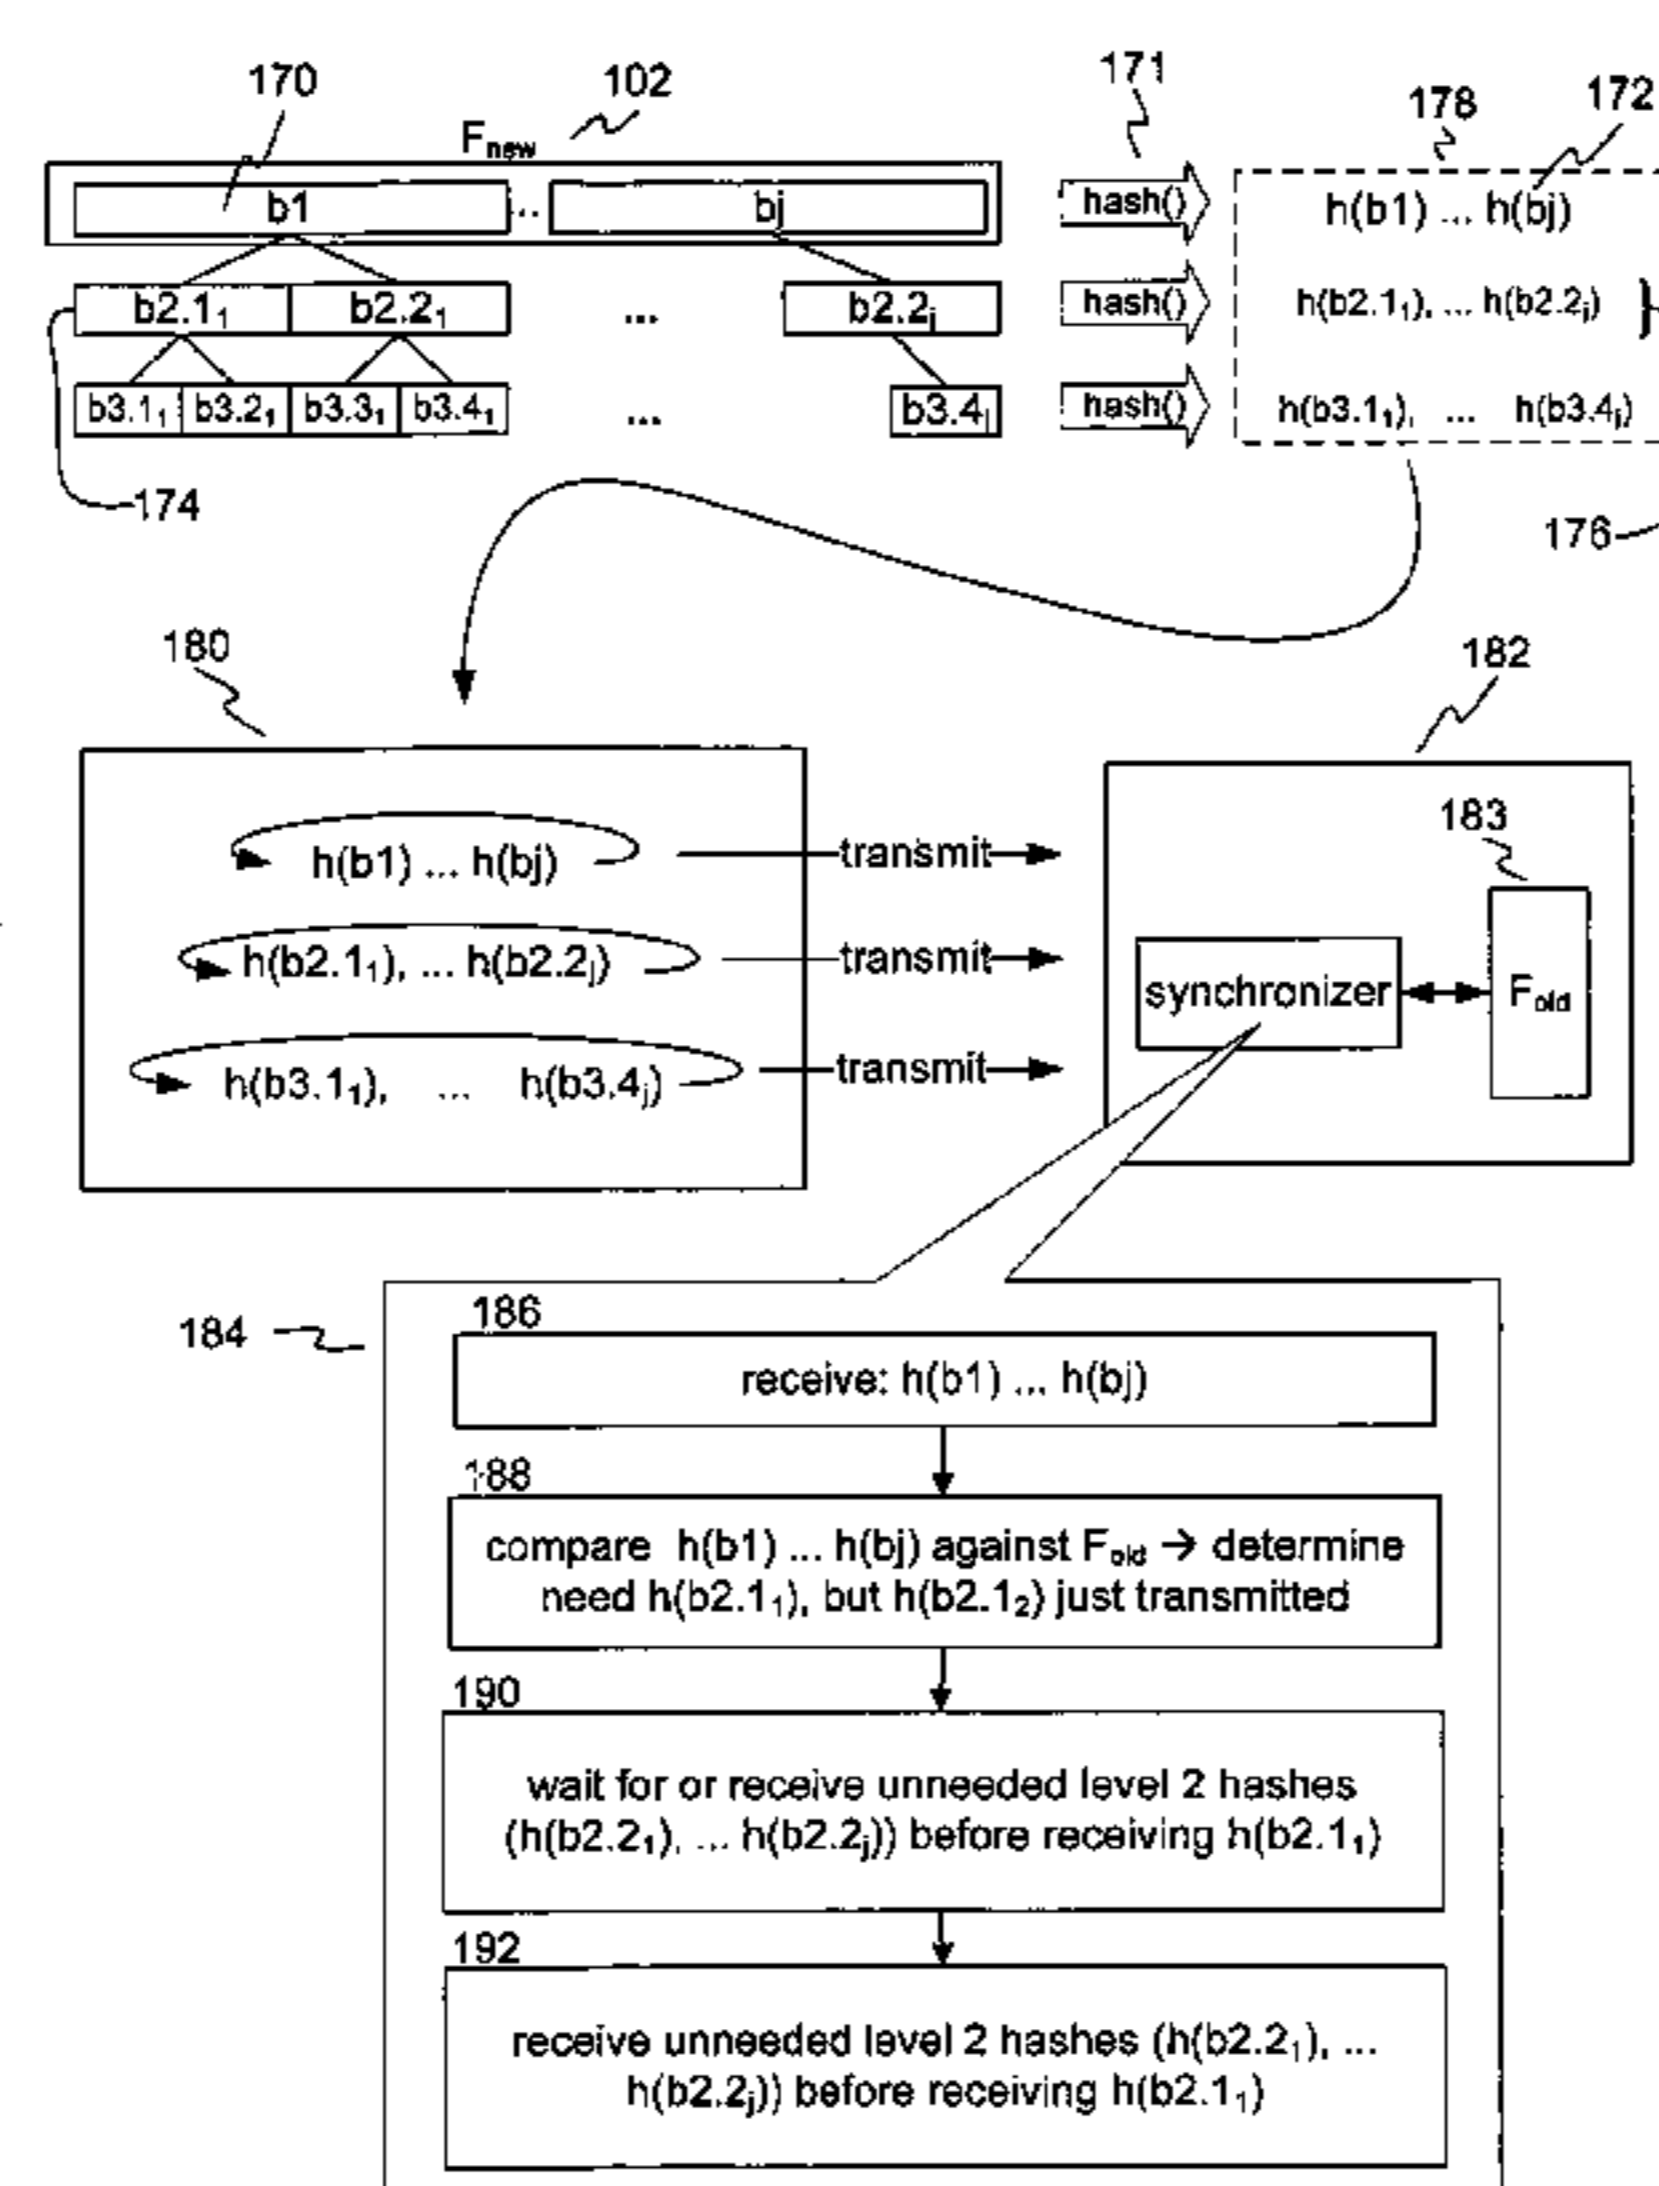 170
102
171
178
172
Fnew
b1 ... bj
hash()
h(b1) ... h(bj)
b2.1₁ b2.2₁ ... b2.2ⱼ
hash()
h(b2.1₁), ... h(b2.2ⱼ) }
b3.1₁ b3.2₁ b3.3₁ b3.4₁ ... b3.4ⱼ
hash()
h(b3.1₁), ... h(b3.4ⱼ)
174
176
180
182
183
h(b1) ... h(bj)
transmit
h(b2.1₁), ... h(b2.2ⱼ)
transmit
synchronizer
Fold
h(b3.1₁), ... h(b3.4ⱼ)
transmit
184
186
receive: h(b1) ... h(bj)
188
compare h(b1) ... h(bj) against Fold → determine
need h(b2.1₁), but h(b2.1₂) just transmitted
190
wait for or receive unneeded level 2 hashes
(h(b2.2₁), ... h(b2.2ⱼ)) before receiving h(b2.1₁)
192
receive unneeded level 2 hashes (h(b2.2₁), ...
h(b2.2ⱼ)) before receiving h(b2.1₁)